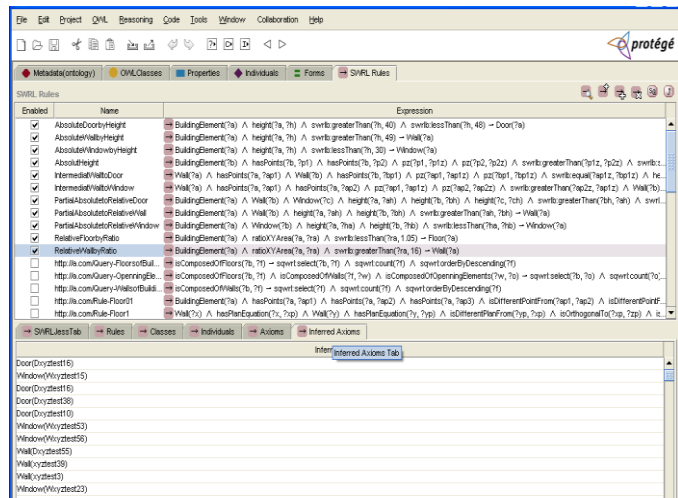 File Edit Project OWL Reasoning Code Tools Window Collaboration Help
protégé
Metadata(ontology) OWLClasses Properties Individuals Forms SWRL Rules
SWRL Rules
Enabled Name Expression
AbsoluteDoorbyHeight BuildingElement(?a) ∧ height(?a, ?h) ∧ swrlb:greaterThan(?h, 40) ∧ swrlb:lessThan(?h, 48) → Door(?a)
AbsoluteWallbyHeight BuildingElement(?a) ∧ height(?a, ?h) ∧ swrlb:greaterThan(?h, 49) → Wall(?a)
AbsoluteWindowbyHeight BuildingElement(?a) ∧ height(?a, ?h) ∧ swrlb:lessThan(?h, 30) → Window(?a)
AbsolutHeight BuildingElement(?b) ∧ hasPoints(?b, ?p1) ∧ hasPoints(?b, ?p2) ∧ pz(?p1, ?p1z) ∧ pz(?p2, ?p2z) ∧ swrlb:greaterThan(?p1z, ?p2z) ∧ swrlb:s...
IntermediatWalltoDoor Wall(?a) ∧ hasPoints(?a, ?ap1) ∧ Wall(?b) ∧ hasPoints(?b, ?bp1) ∧ pz(?ap1, ?ap1z) ∧ pz(?bp1, ?bp1z) ∧ swrlb:equal(?ap1z, ?bp1z) ∧ he...
IntermediatWalltoWindow Wall(?a) ∧ hasPoints(?a, ?ap1) ∧ hasPoints(?a, ?ap2) ∧ pz(?ap1, ?ap1z) ∧ pz(?ap2, ?ap2z) ∧ swrlb:greaterThan(?ap2z, ?ap1z) ∧ Wall(?b)...
PartialAbsolutetoRelativeDoor BuildingElement(?a) ∧ Wall(?b) ∧ Window(?c) ∧ height(?a, ?ah) ∧ height(?b, ?bh) ∧ height(?c, ?ch) ∧ swrlb:greaterThan(?bh, ?ah) ∧ swrl...
PartialAbsolutetoRelativeWall BuildingElement(?a) ∧ Wall(?b) ∧ height(?a, ?ah) ∧ height(?b, ?bh) ∧ swrlb:greaterThan(?ah, ?bh) → Wall(?a)
PartialAbsolutetoRelativeWindow BuildingElement(?a) ∧ Window(?b) ∧ height(?a, ?ha) ∧ height(?b, ?hb) ∧ swrlb:lessThan(?ha, ?hb) → Window(?a)
RelativeFloorbyRatio BuildingElement(?a) ∧ ratioXYArea(?a, ?ra) ∧ swrlb:lessThan(?ra, 1.05) → Floor(?a)
RelativeWallbyRatio BuildingElement(?a) ∧ ratioXYArea(?a, ?ra) ∧ swrlb:greaterThan(?ra, 16) → Wall(?a)
http://a.com/Query-FloorsofBuil... isComposedOfFloors(?b, ?f) → sqwrl:select(?b, ?f) ∧ sqwrl:count(?f) ∧ sqwrl:orderByDescending(?f)
http://a.com/Query-OpenningEle... isComposedOfFloors(?b, ?f) ∧ isComposedOfWalls(?f, ?w) ∧ isComposedOfOpenningElements(?w, ?o) → sqwrl:select(?b, ?o) ∧ sqwrl:count(?o)...
http://a.com/Query-WallsofBuildi... isComposedOfWalls(?b, ?f) → sqwrl:select(?f) ∧ sqwrl:count(?f) ∧ sqwrl:orderByDescending(?f)
http://a.com/Rule-Floor01 BuildingElement(?a) ∧ hasPoints(?a, ?ap1) ∧ hasPoints(?a, ?ap2) ∧ hasPoints(?a, ?ap3) ∧ isDifferentPointFrom(?ap1, ?ap2) ∧ isDifferentPointF...
http://a.com/Rule-Floor1 Wall(?x) ∧ hasPlanEquation(?x, ?xp) ∧ Wall(?y) ∧ hasPlanEquation(?y, ?yp) ∧ isDifferentPlanFrom(?yp, ?xp) ∧ isOrthogonalTo(?xp, ?zp) ∧ is...
SWRLJessTab Rules Classes Individuals Axioms Inferred Axioms
Inferr Inferred Axioms Tab
Door(Dxyztest16)
Window(Wxyztest15)
Door(Dxyztest16)
Door(Dxyztest38)
Door(Dxyztest10)
Window(Wxyztest53)
Window(Wxyztest56)
Wall(Dxyztest55)
Wall(xyztest39)
Wall(xyztest3)
Window(Wxyztest23)